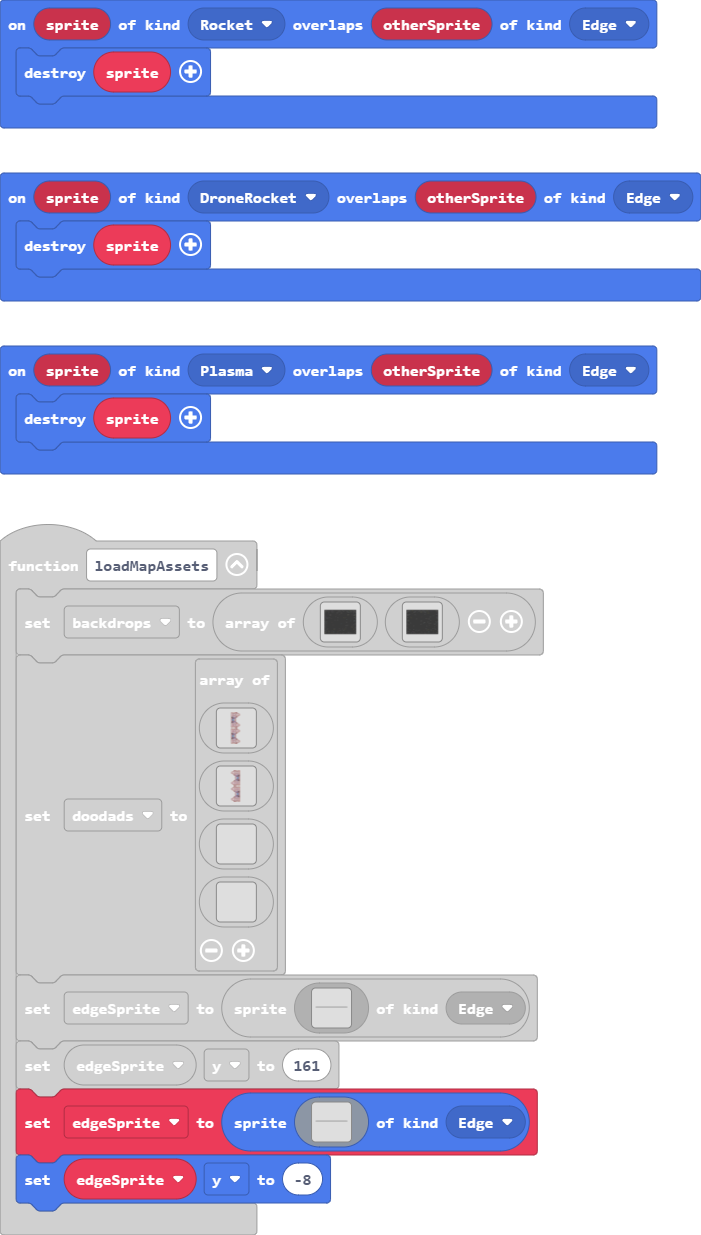 on sprite of kind Rocket overlaps otherSprite of kind Edge
destroy sprite
on sprite of kind DroneRocket overlaps otherSprite of kind Edge
destroy sprite
on sprite of kind Plasma overlaps otherSprite of kind Edge
destroy sprite
function loadMapAssets
set backdrops to array of
array of
set doodads to
set edgeSprite to sprite of kind Edge
set edgeSprite y to 161
set edgeSprite to sprite of kind Edge
set edgeSprite y to -8